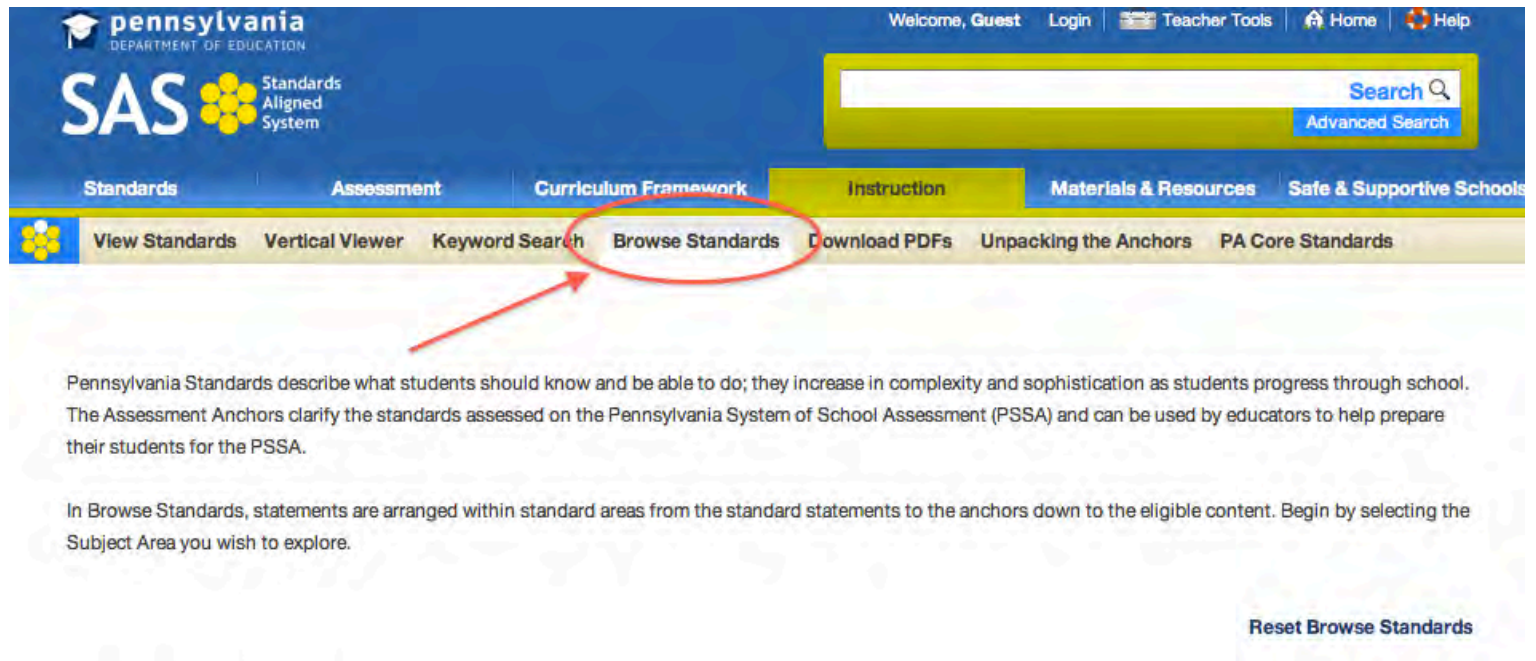 pennsylvania
DEPARTMENT OF EDUCATION
Welcome, Guest Login Teacher Tools Home Help
SAS Standards
Aligned
System
Search
Advanced Search
Standards Assessment Curriculum Framework Instruction Materials & Resources Safe & Supportive Schools
View Standards Vertical Viewer Keyword Search Browse Standards Download PDFs Unpacking the Anchors PA Core Standards
Pennsylvania Standards describe what students should know and be able to do; they increase in complexity and sophistication as students progress through school.
The Assessment Anchors clarify the standards assessed on the Pennsylvania System of School Assessment (PSSA) and can be used by educators to help prepare
their students for the PSSA.
In Browse Standards, statements are arranged within standard areas from the standard statements to the anchors down to the eligible content. Begin by selecting the
Subject Area you wish to explore.
Reset Browse Standards